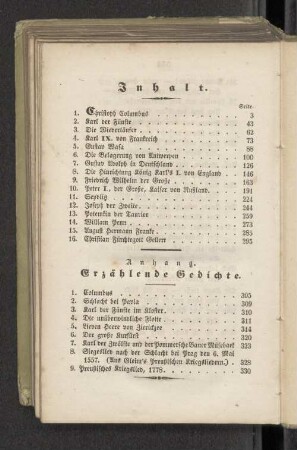 Inhalt.
Seite
1. Christoph Columbus . . . 3
2. Karl der Fünfte . . . 43
3. Die Wiedertäufer . . . 62
4. Karl IX. von Frankreich . . . 73
5. Gustav Wasa . . . 88
6. Die Belagerung von Antwerpen . . . 100
7. Gustav Adolph in Deutschland . . . 126
8. Die Hinrichtung König Karl's I. von England . . 146
9. Friedrich Wilhelm der Große . . . 163
10. Peter I., der Große, Kaiser von Rußland. . . 191
11. Seydlitz . . . 224
12. Joseph der Zweite . . . 244
13. Potemkin der Taurier . . . 259
14. William Penn . . . 273
15. August Hermann Franke . . . 285
16. Christian Fürchtegott Gellert . . . 295
Anhang.
Erzählende Gedichte.
1. Columbus . . . 305
2. Schlacht bei Pavia . . . 309
3. Karl der Fünfte im Kloster . . . 310
4. Die unüberwindliche Flotte . . . 311
5. Lieven Heere von Zierickzee . . . 314
6. Der große Kurfürst . . . 320
7. Karl der Zwölfte und der Pommersche Bauer Müsebank 323
8. Siegeslied nach der Schlacht bei Prag den 6. Mai
1557. (Aus Gleim's Preußischen Kriegsliedern.) . 328
9. Preußisches Kriegslied, 1778. . . . 330